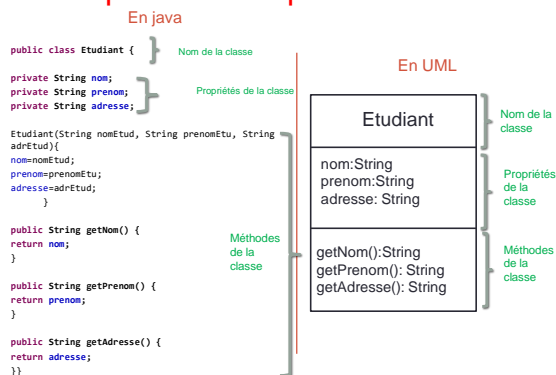 En java
public class Etudiant {
Nom de la classe
private String nom;
private String prenom;
private String adresse;
Propriétés de la classe
Etudiant(String nomEtud, String prenomEtu, String
adrEtud){
nom=nomEtud;
prenom=prenomEtu;
adresse=adrEtud;
}
public String getNom() {
return nom;
}
public String getPrenom() {
return prenom;
}
public String getAdresse() {
return adresse;
}}
Méthodes
de la
classe
En UML
Etudiant
Nom de la
classe
nom:String
prenom:String
adresse: String
Propriétés
de la
classe
getNom():String
getPrenom(): String
getAdresse(): String
Méthodes
de la
classe